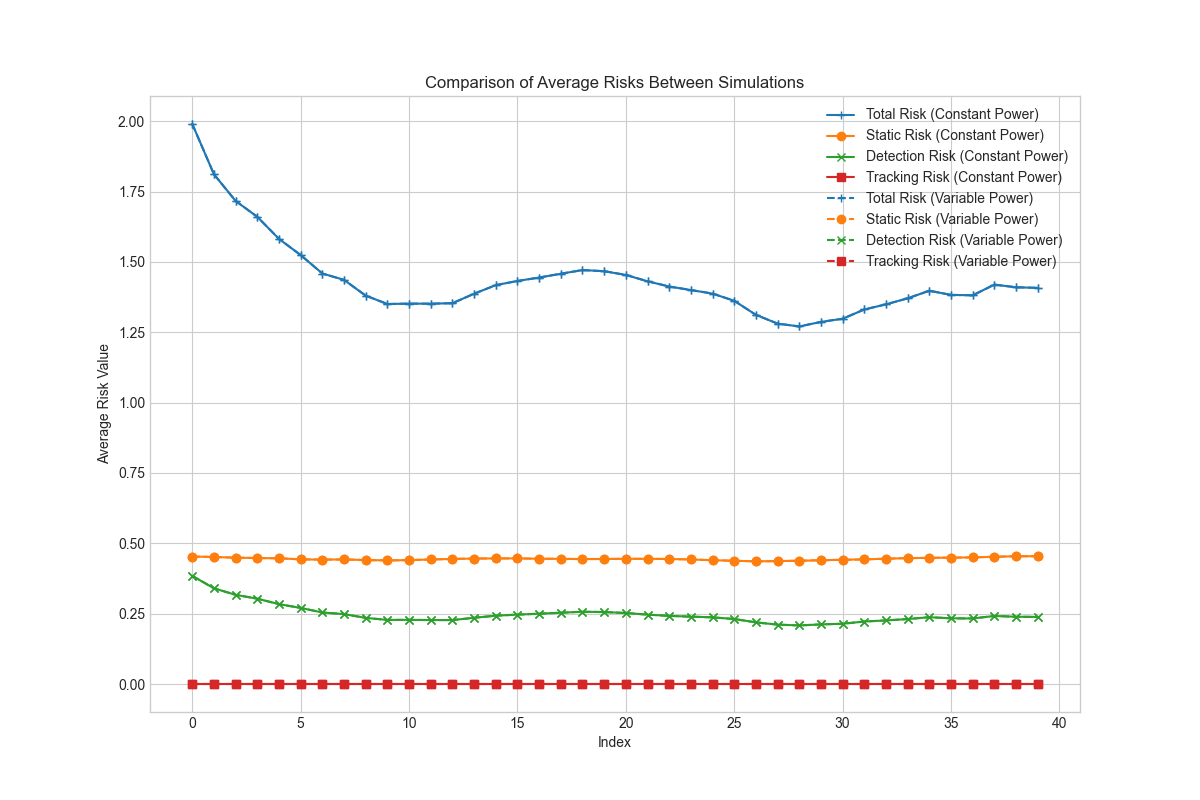 Comparison of Average Risks Between Simulations
Total Risk (Constant Power)
Static Risk (Constant Power)
Detection Risk (Constant Power)
Tracking Risk (Constant Power)
Total Risk (Variable Power)
Static Risk (Variable Power)
Detection Risk (Variable Power)
Tracking Risk (Variable Power)
Average Risk Value
2.00
1.75
1.50
1.25
1.00
0.75
0.50
0.25
0.00
0 5 10 15 20 25 30 35 40
Index